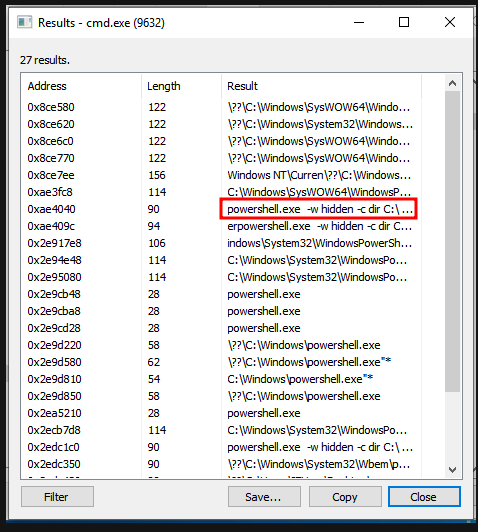 Results - cmd.exe (9632)
27 results.
Address Length Result
0x8ce580 122 \??\C:\Windows\SysWOW64\Windo...
0x8ce620 122 \??\C:\Windows\System32\Windows...
0x8ce6c0 122 \??\C:\Windows\SysWOW64\Windo...
0x8ce770 122 \??\C:\Windows\System32\Windows...
0x8ce7ee 156 Windows NT\Curren\??\C:\Windows...
0xae3fc8 114 C:\Windows\SysWOW64\WindowsP...
0xae4040 90 powershell.exe -w hidden -c dir C:\ ...
0xae409c 94 erpowershell.exe -w hidden -c dir C...
0x2e917e8 106 indows\System32\WindowsPowerSh...
0x2e94e48 114 C:\Windows\System32\WindowsPo...
0x2e95080 114 C:\Windows\System32\WindowsPo...
0x2e9cb48 28 powershell.exe
0x2e9cba8 28 powershell.exe
0x2e9cd28 28 powershell.exe
0x2e9d220 58 \??\C:\Windows\powershell.exe
0x2e9d580 62 \??\C:\Windows\powershell.exe"*
0x2e9d810 54 C:\Windows\powershell.exe"*
0x2e9d850 58 \??\C:\Windows\powershell.exe
0x2ea5210 28 powershell.exe
0x2ecb7d8 114 C:\Windows\System32\WindowsPo...
0x2edc1c0 90 powershell.exe -w hidden -c dir C:\ ...
0x2edc350 90 \??\C:\Windows\System32\Wbem\p...
Filter Save... Copy Close